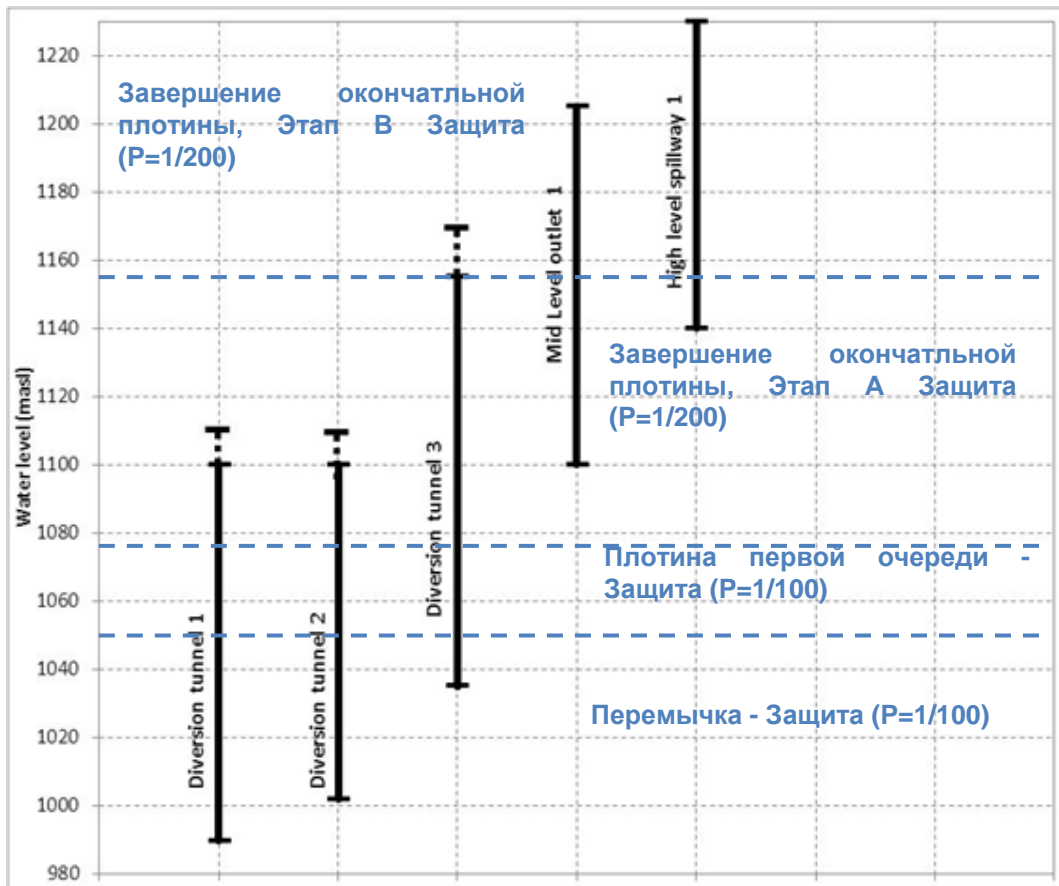 1220
1200
1180
1160
1140
1120
1100
1080
1060
1040
1020
1000
980
Water level (masl)
Завершение окончатльной
плотины, Этап В Защита
(P=1/200)
Diversion tunnel 1
Diversion tunnel 2
Diversion tunnel 3
Mid Level outlet 1
High level spillway 1
Завершение окончатльной
плотины, Этап А Защита
(P=1/200)
Плотина первой очереди -
Защита (P=1/100)
Перемычка - Защита (P=1/100)